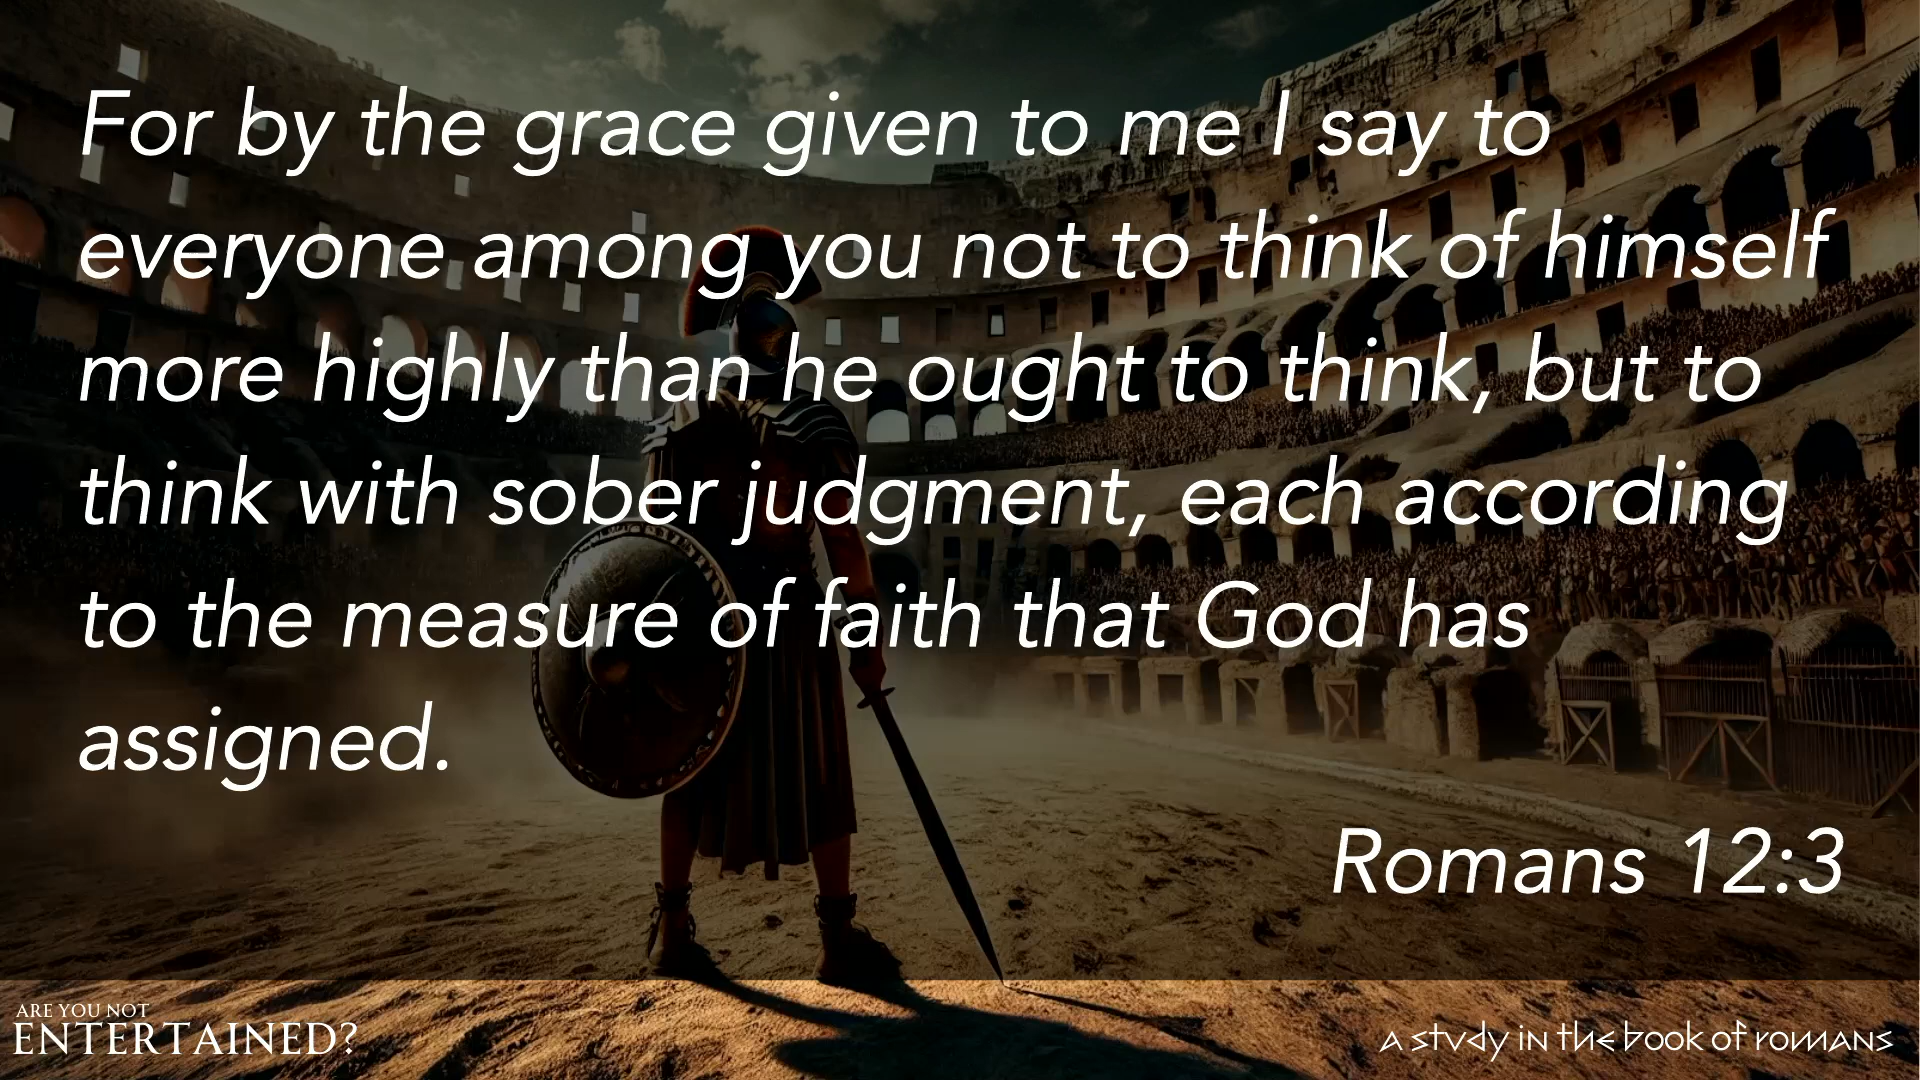 For by the grace given to me I say to
everyone among you not to think of himself
more highly than he ought to think, but to
think with sober judgment, each according
to the measure of faith that God has
assigned.
Romans 12:3
ARE YOU NOT
ENTERTAINED?
A study in the book of romans